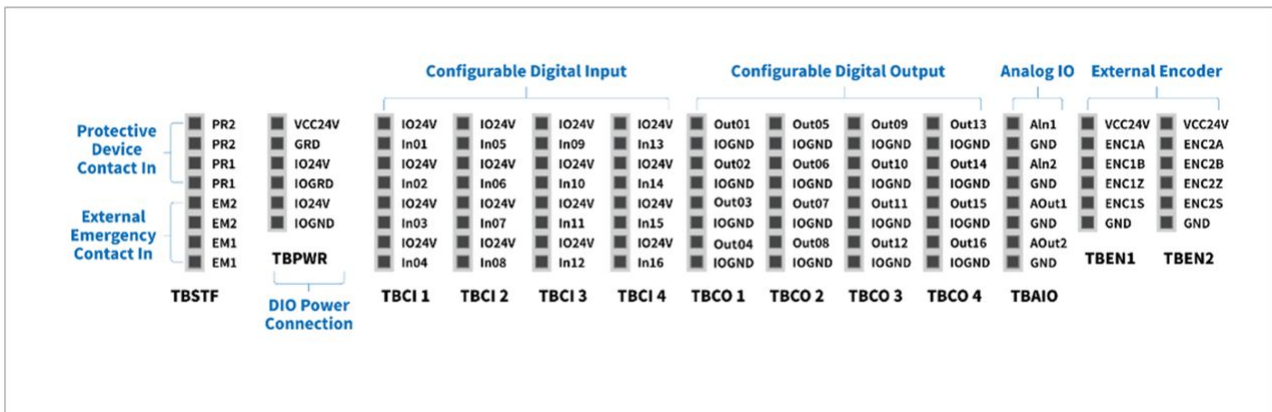 Configurable Digital Input
Configurable Digital Output
Analog IO
External Encoder
Protective
Device
Contact In
External
Emergency
Contact In
PR2
PR2
PR1
PR1
EM2
EM2
EM1
EM1
TBSTF
VCC24V
GRD
IO24V
IOGRD
IO24V
IOGND
TBPWR
DIO Power
Connection
IO24V
In01
IO24V
In02
IO24V
In03
IO24V
In04
TBCI 1
IO24V
In05
IO24V
In06
IO24V
In07
IO24V
In08
TBCI 2
IO24V
In09
IO24V
In10
IO24V
In11
IO24V
In12
TBCI 3
IO24V
In13
IO24V
In14
IO24V
In15
IO24V
In16
TBCI 4
Out01
IOGND
Out02
IOGND
Out03
IOGND
Out04
IOGND
TBCO 1
Out05
IOGND
Out06
IOGND
Out07
IOGND
Out08
IOGND
TBCO 2
Out09
IOGND
Out10
IOGND
Out11
IOGND
Out12
IOGND
TBCO 3
Out13
IOGND
Out14
IOGND
Out15
IOGND
Out16
IOGND
TBCO 4
Aln1
GND
Aln2
GND
AOut1
GND
AOut2
GND
TBAIO
VCC24V
ENC1A
ENC1B
ENC1Z
ENC1S
GND
TBEN1
VCC24V
ENC2A
ENC2B
ENC2Z
ENC2S
GND
TBEN2